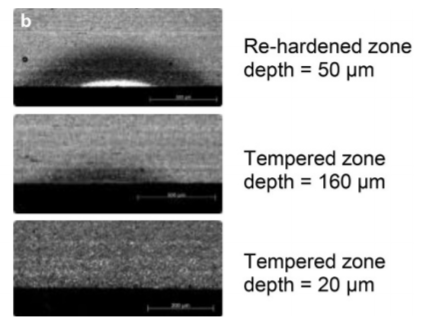 b
Re-hardened zone
depth = 50 µm
Tempered zone
depth = 160 µm
Tempered zone
depth = 20 µm